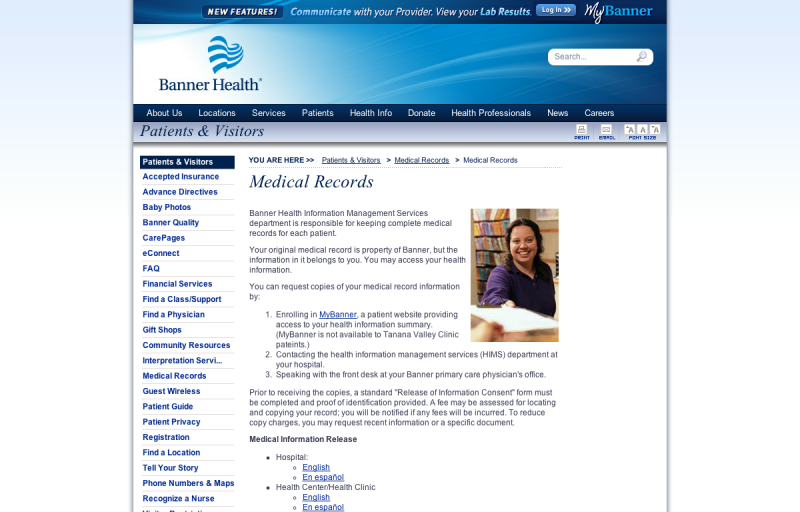 NEW FEATURES! Communicate with your Provider. View your Lab Results. Log In >> MyBanner
Search...
Banner Health®
About Us Locations Services Patients Health Info Donate Health Professionals News Careers
Patients & Visitors
PRINT EMAIL FONT SIZE
Patients & Visitors
Accepted Insurance
Advance Directives
Baby Photos
Banner Quality
CarePages
eConnect
FAQ
Financial Services
Find a Class/Support
Find a Physician
Gift Shops
Community Resources
Interpretation Servi...
Medical Records
Guest Wireless
Patient Guide
Patient Privacy
Registration
Find a Location
Tell Your Story
Phone Numbers & Maps
Recognize a Nurse
YOU ARE HERE >> Patients & Visitors > Medical Records > Medical Records
Medical Records
Banner Health Information Management Services
department is responsible for keeping complete medical
records for each patient.
Your original medical record is property of Banner, but the
information in it belongs to you. You may access your health
information.
You can request copies of your medical record information
by:
1. Enrolling in MyBanner, a patient website providing
access to your health information summary.
(MyBanner is not available to Tanana Valley Clinic
pateints.)
2. Contacting the health information management services (HIMS) department at
your hospital.
3. Speaking with the front desk at your Banner primary care physician's office.
Prior to receiving the copies, a standard "Release of Information Consent" form must
be completed and proof of identification provided. A fee may be assessed for locating
and copying your record; you will be notified if any fees will be incurred. To reduce
copy charges, you may request recent information or a specific document.
Medical Information Release
• Hospital:
English
En español
• Health Center/Health Clinic
English
En español